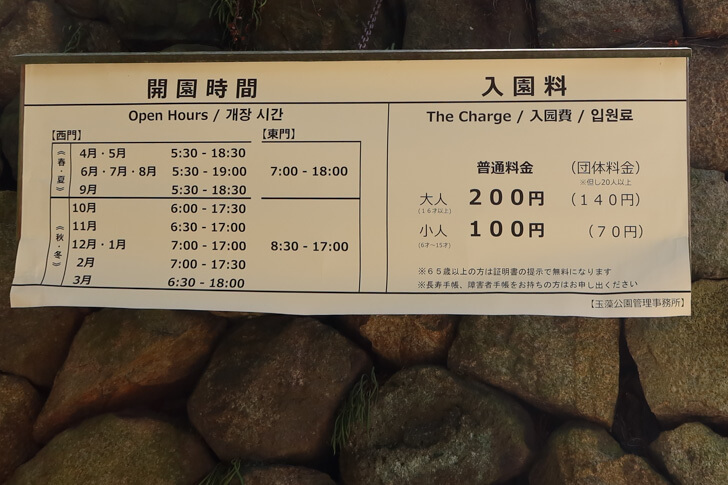 開園時間
Open Hours / 개장 시간
【西門】
【東門】
《春・夏》
4月・5月 5:30 - 18:30
6月・7月・8月 5:30 - 19:00
9月 5:30 - 18:30
7:00 - 18:00
《秋・冬》
10月 6:00 - 17:30
11月 6:30 - 17:00
12月・1月 7:00 - 17:00
2月 7:00 - 17:30
3月 6:30 - 18:00
8:30 - 17:00
入園料
The Charge / 入园費 / 입원료
普通料金 (団体料金)
※但し20人以上
大人 200円 (140円)
(16才以上)
小人 100円 (70円)
(6才~15才)
※65歳以上の方は証明書の提示で無料になります
※長寿手帳、障害者手帳をお持ちの方はお申し出ください
【玉藻公園管理事務所】